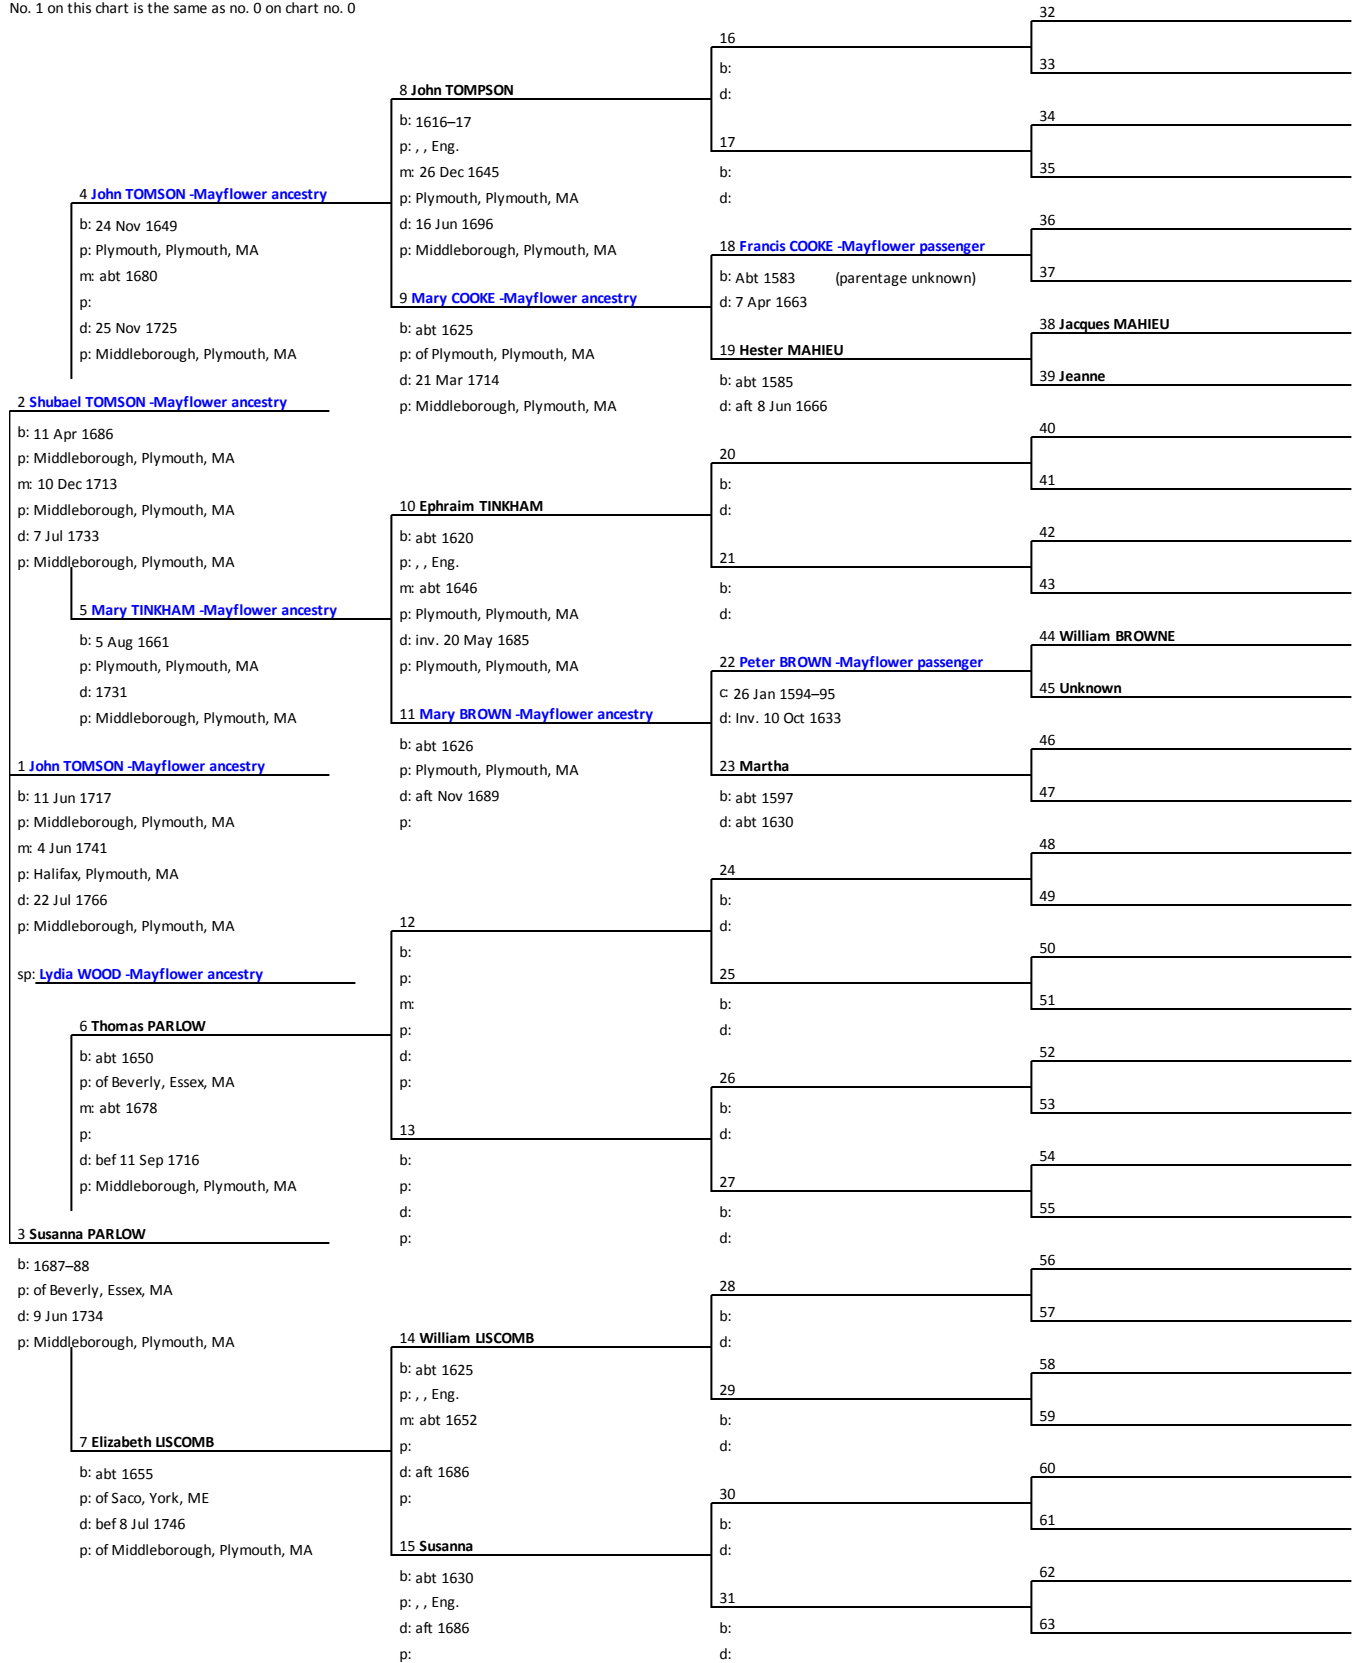 No. 1 on this chart is the same as no. 0 on chart no. 0
4 John TOMSON -Mayflower ancestry
b: 24 Nov 1649
p: Plymouth, Plymouth, MA
m: abt 1680
p:
d: 25 Nov 1725
p: Middleborough, Plymouth, MA
2 Shubael TOMSON -Mayflower ancestry
b: 11 Apr 1686
p: Middleborough, Plymouth, MA
m: 10 Dec 1713
p: Middleborough, Plymouth, MA
d: 7 Jul 1733
p: Middleborough, Plymouth, MA
5 Mary TINKHAM -Mayflower ancestry
b: 5 Aug 1661
p: Plymouth, Plymouth, MA
d: 1731
p: Middleborough, Plymouth, MA
1 John TOMSON -Mayflower ancestry
b: 11 Jun 1717
p: Middleborough, Plymouth, MA
m: 4 Jun 1741
p: Halifax, Plymouth, MA
d: 22 Jul 1766
p: Middleborough, Plymouth, MA
sp: Lydia WOOD -Mayflower ancestry
6 Thomas PARLOW
b: abt 1650
p: of Beverly, Essex, MA
m: abt 1678
p:
d: bef 11 Sep 1716
p: Middleborough, Plymouth, MA
3 Susanna PARLOW
b: 1687–88
p: of Beverly, Essex, MA
d: 9 Jun 1734
p: Middleborough, Plymouth, MA
7 Elizabeth LISCOMB
b: abt 1655
p: of Saco, York, ME
d: bef 8 Jul 1746
p: of Middleborough, Plymouth, MA
8 John TOMPSON
b: 1616–17
p: , , Eng.
m: 26 Dec 1645
p: Plymouth, Plymouth, MA
d: 16 Jun 1696
p: Middleborough, Plymouth, MA
9 Mary COOKE -Mayflower ancestry
b: abt 1625
p: of Plymouth, Plymouth, MA
d: 21 Mar 1714
p: Middleborough, Plymouth, MA
10 Ephraim TINKHAM
b: abt 1620
p: , , Eng.
m: abt 1646
p: Plymouth, Plymouth, MA
d: inv. 20 May 1685
p: Plymouth, Plymouth, MA
11 Mary BROWN -Mayflower ancestry
b: abt 1626
p: Plymouth, Plymouth, MA
d: aft Nov 1689
p:
12
b:
p:
m:
p:
d:
p:
13
b:
p:
d:
p:
14 William LISCOMB
b: abt 1625
p: , , Eng.
m: abt 1652
p:
d: aft 1686
p:
15 Susanna
b: abt 1630
p: , , Eng.
d: aft 1686
p:
16
b:
d:
17
b:
d:
18 Francis COOKE -Mayflower passenger
b: Abt 1583 (parentage unknown)
d: 7 Apr 1663
19 Hester MAHIEU
b: abt 1585
d: aft 8 Jun 1666
20
b:
d:
21
b:
d:
22 Peter BROWN -Mayflower passenger
c: 26 Jan 1594–95
d: Inv. 10 Oct 1633
23 Martha
b: abt 1597
d: abt 1630
24
b:
d:
25
b:
d:
26
b:
d:
27
b:
d:
28
b:
d:
29
b:
d:
30
b:
d:
31
b:
d:
32
33
34
35
36
37
38 Jacques MAHIEU
39 Jeanne
40
41
42
43
44 William BROWNE
45 Unknown
46
47
48
49
50
51
52
53
54
55
56
57
58
59
60
61
62
63